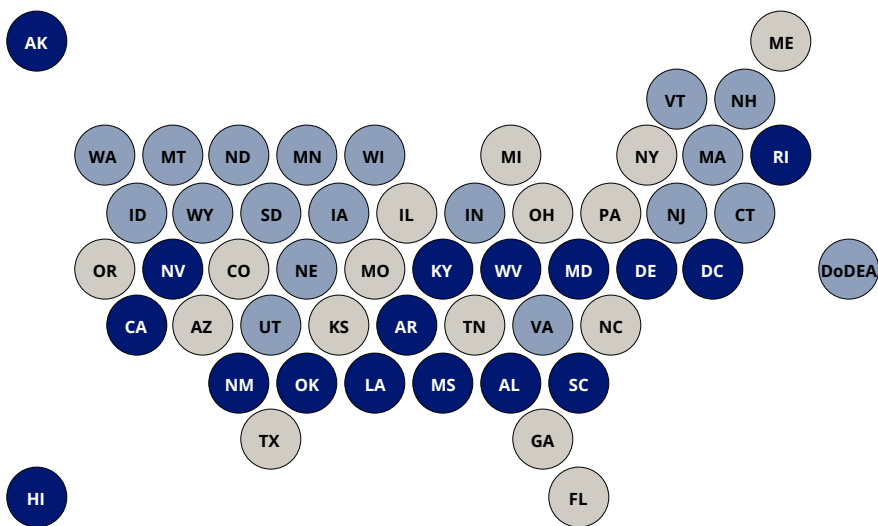 AK ME
VT NH
WA MT ND MN WI MI NY MA RI
ID WY SD IA IL IN OH PA NJ CT
OR NV CO NE MO KY WV MD DE DC DoDEA
CA AZ UT KS AR TN VA NC
NM OK LA MS AL SC
TX GA
HI FL